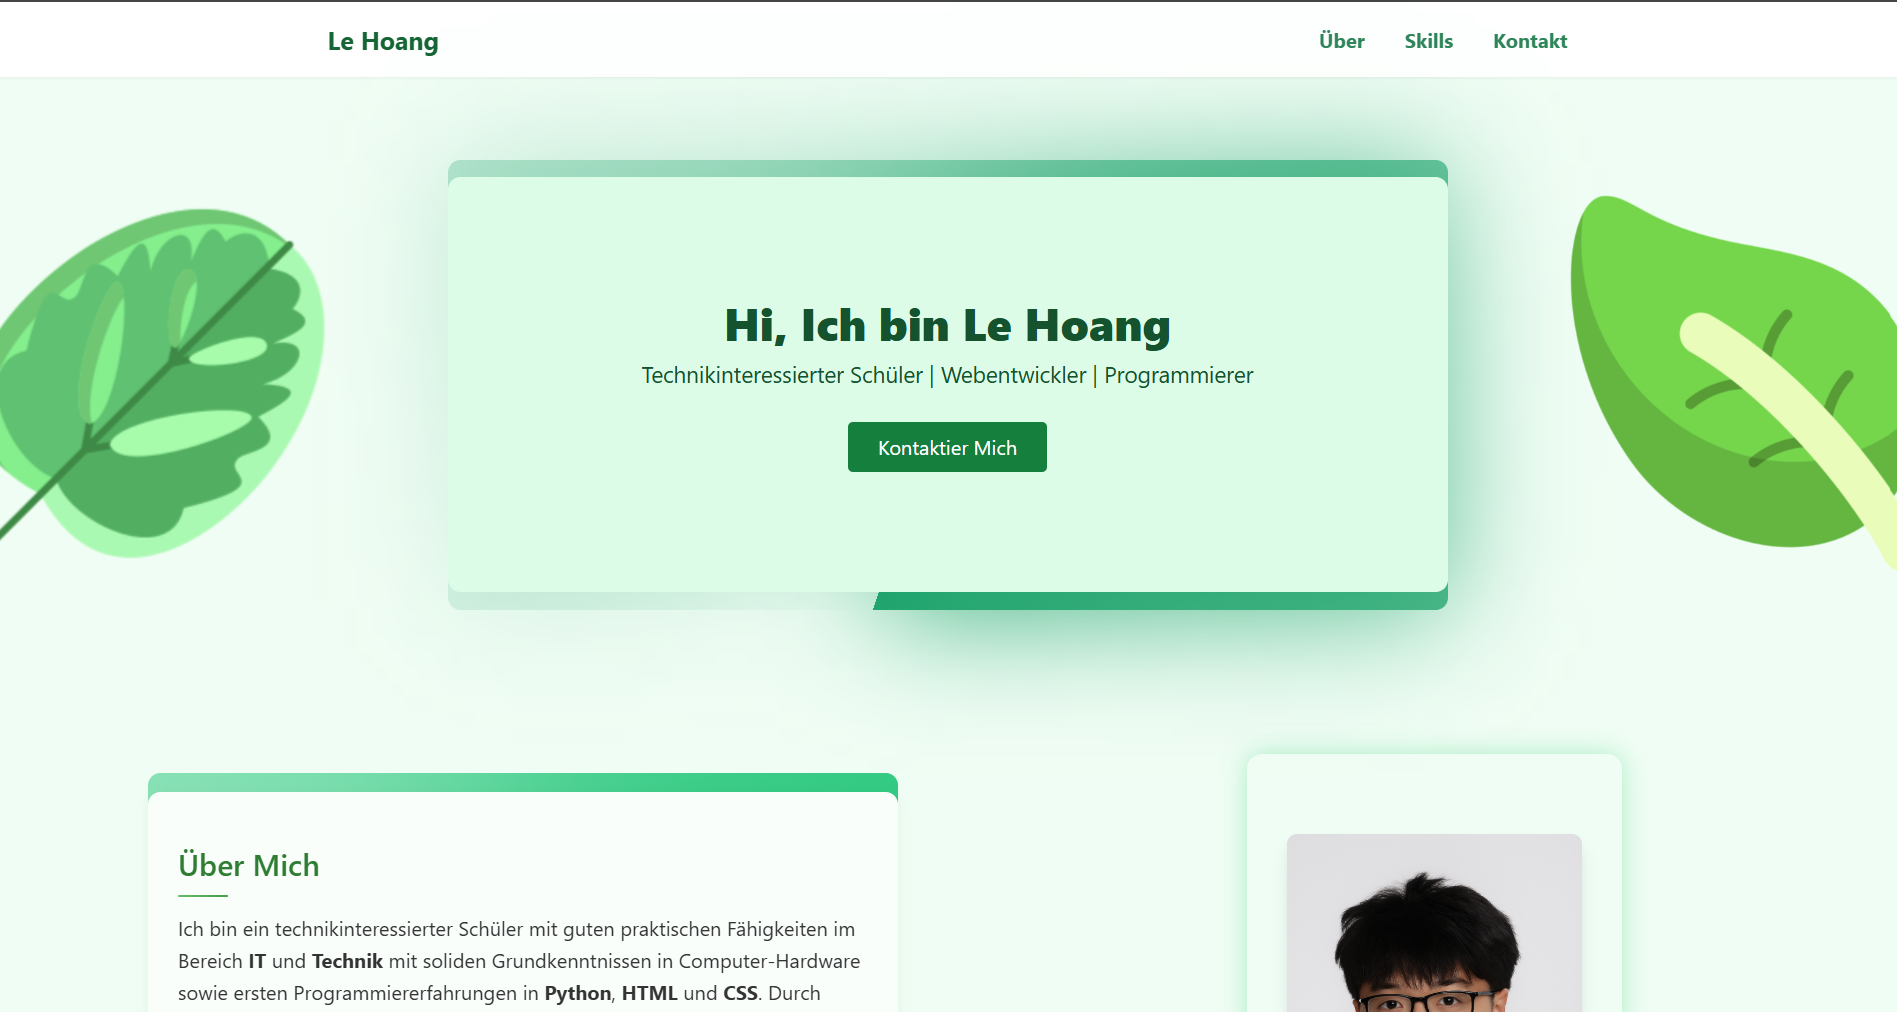 Le Hoang
Über Skills Kontakt
Hi, Ich bin Le Hoang
Technikinteressierter Schüler | Webentwickler | Programmierer
Kontaktier Mich
Über Mich
Ich bin ein technikinteressierter Schüler mit guten praktischen Fähigkeiten im
Bereich IT und Technik mit soliden Grundkenntnissen in Computer-Hardware
sowie ersten Programmiererfahrungen in Python, HTML und CSS. Durch